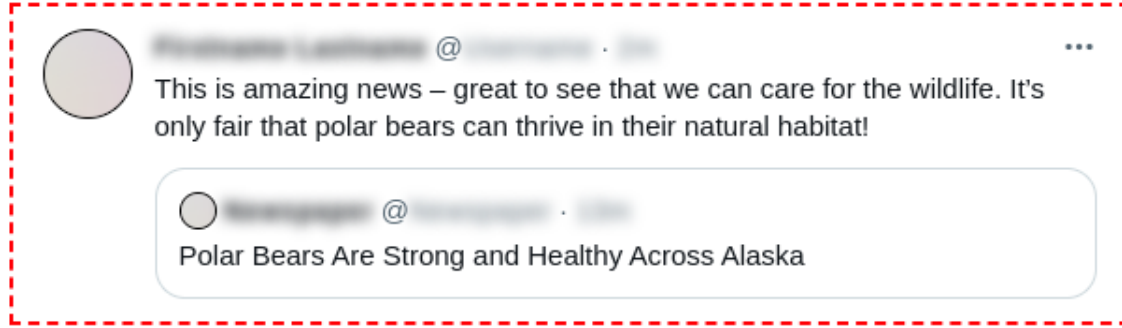 @ ·
This is amazing news – great to see that we can care for the wildlife. It’s
only fair that polar bears can thrive in their natural habitat!
@ ·
Polar Bears Are Strong and Healthy Across Alaska